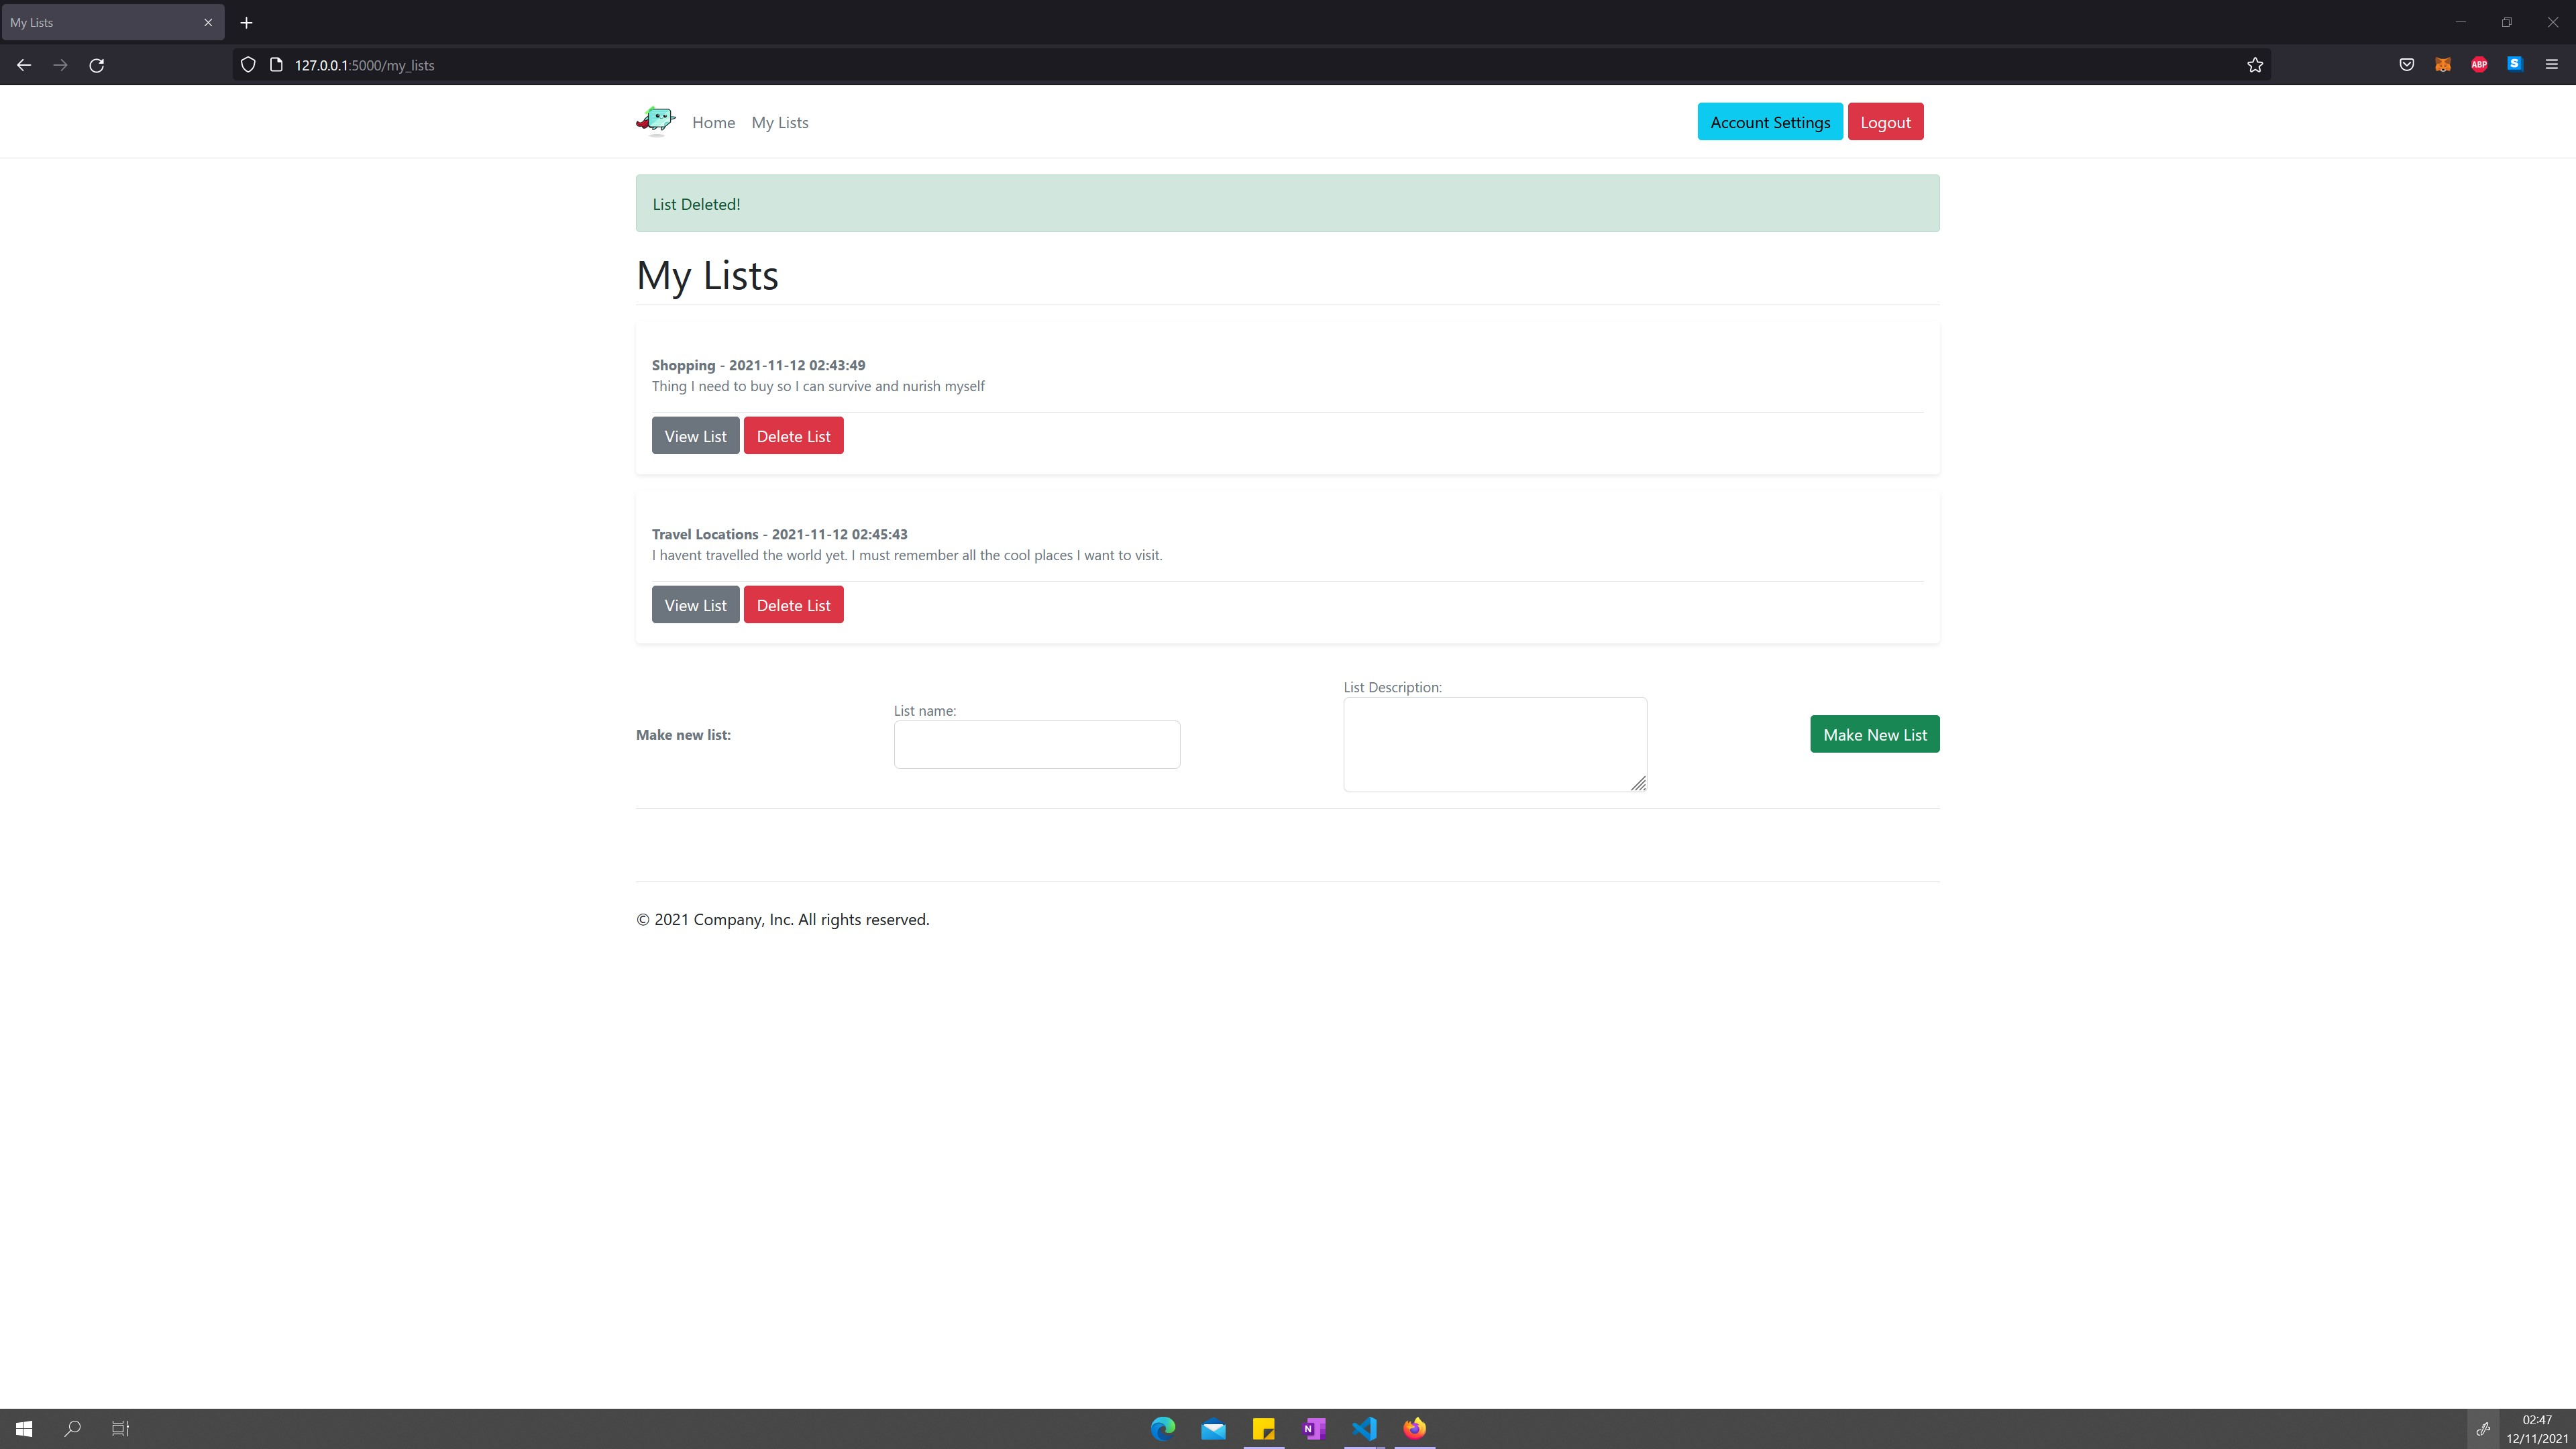 My Lists
127.0.0.1:5000/my_lists
ABP
S
Home My Lists Account Settings Logout
List Deleted!
My Lists
Shopping - 2021-11-12 02:43:49
Thing I need to buy so I can survive and nurish myself
View List Delete List
Travel Locations - 2021-11-12 02:45:43
I havent travelled the world yet. I must remember all the cool places I want to visit.
View List Delete List
Make new list:
List name:
List Description:
Make New List
© 2021 Company, Inc. All rights reserved.
N
02:47
12/11/2021